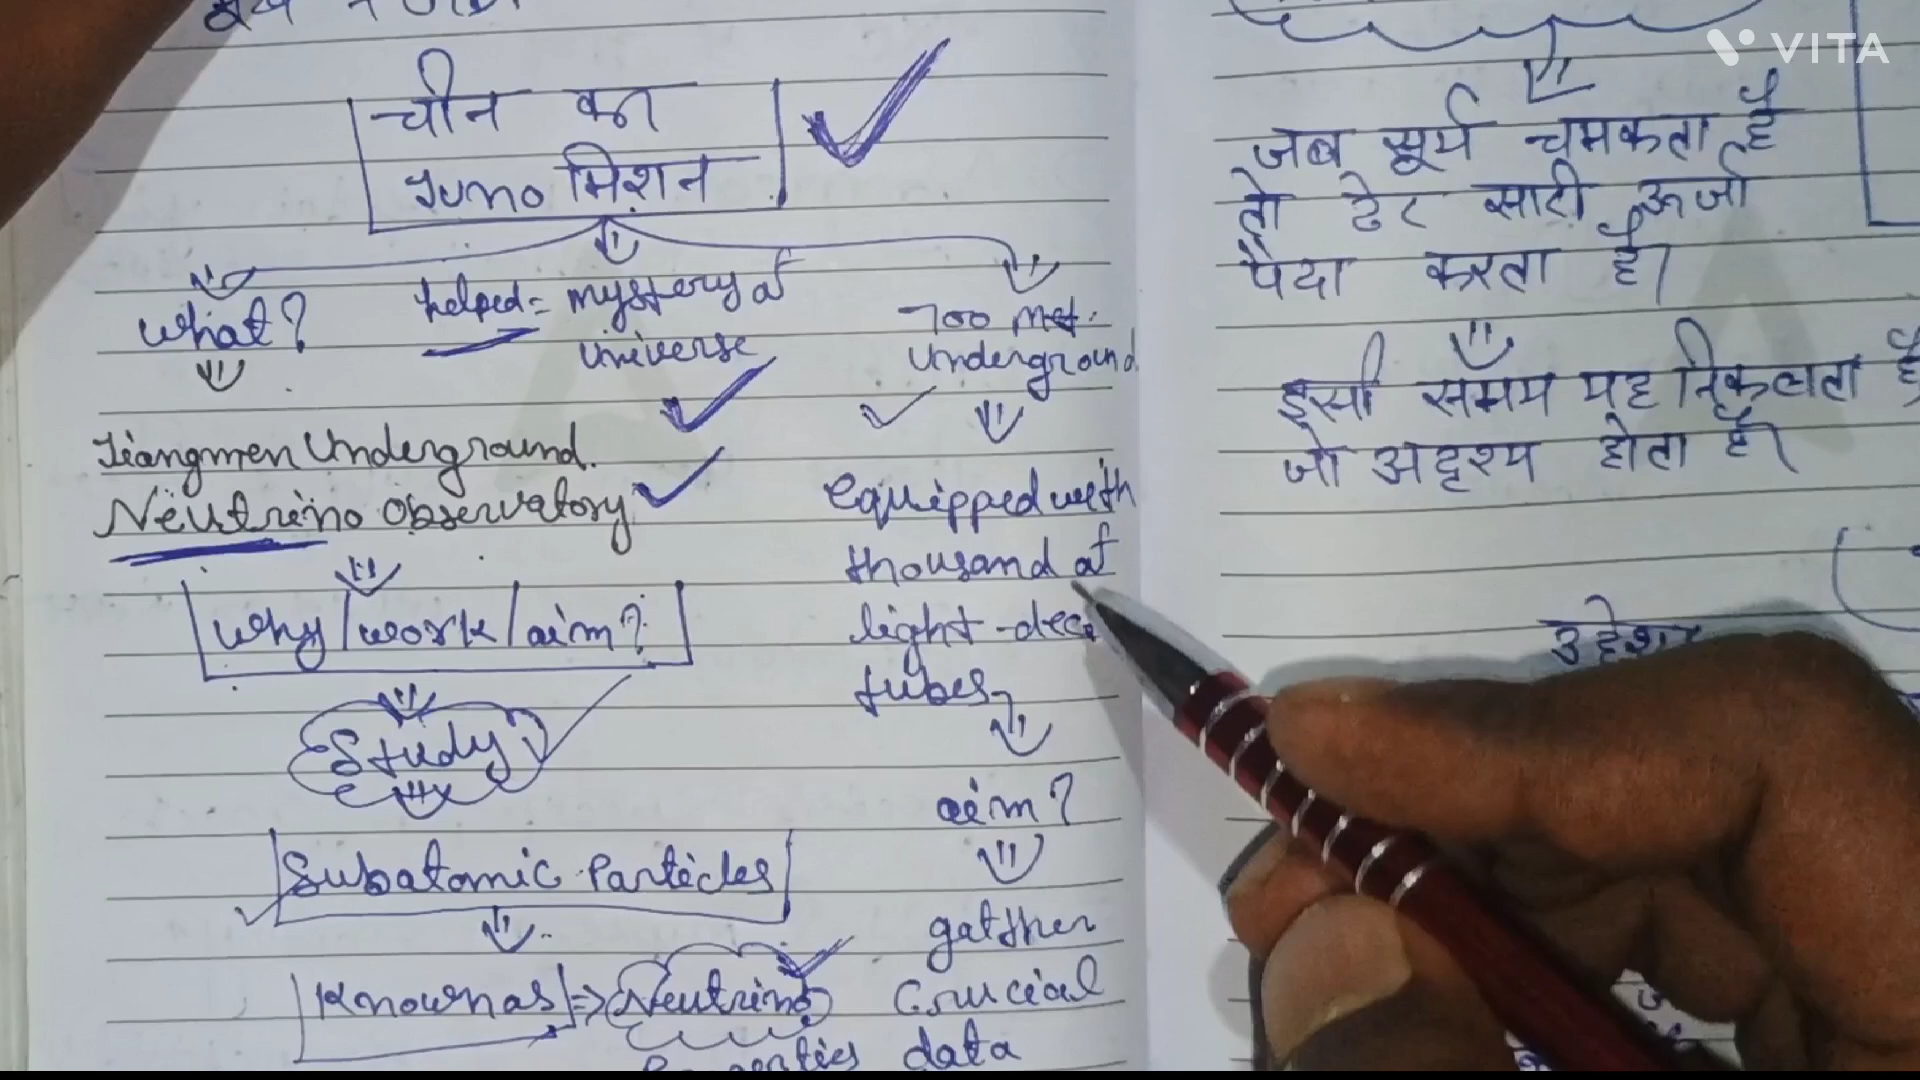 चीन का
Juno मिशन
What?
helped = mystery of
universe
700 met.
Underground
Jiangmen Underground.
Neutrino Observatory
equipped with
thousand of
light-dec
tubes
why/work/aim?
Study
aim?
Subatomic Particles
gather
Known as => Neutrino
Crucial
data
VITA
जब सूर्य चमकता है
तो ढेर सारी ऊर्जा
पैदा करता है।
इसी समय यह निकलता है
जो अदृश्य होता है।